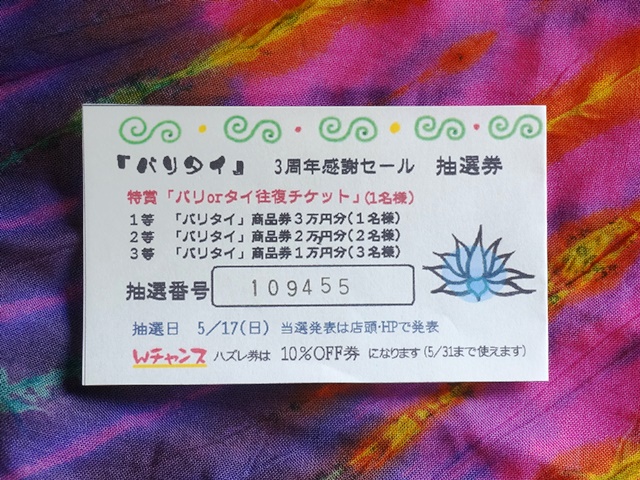 『バリタイ』 3周年感謝セール 抽選券
特賞「バリorタイ往復チケット」(1名様)
1等 「バリタイ」商品券3万円分(1名様)
2等 「バリタイ」商品券2万円分(2名様)
3等 「バリタイ」商品券1万円分(3名様)
抽選番号 109455
抽選日 5/17(日) 当選発表は店頭・HPで発表
Wチャンス ハズレ券は 10%OFF券 になります(5/31まで使えます)